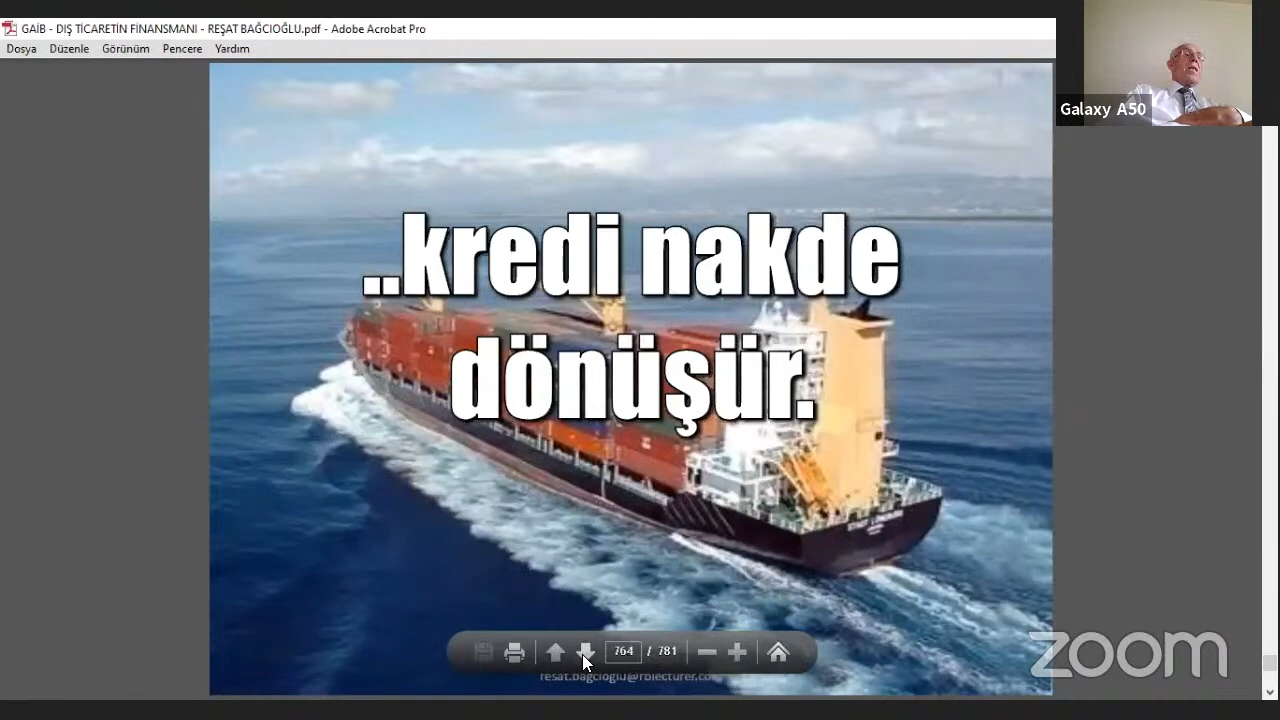 GAİB - DIŞ TİCARETİN FİNANSMANI - REŞAT BAĞCIOĞLU.pdf - Adobe Acrobat Pro
Dosya Düzenle Görünüm Pencere Yardım
Galaxy A50
..kredi nakde
dönüşür.
764 / 781
zoom